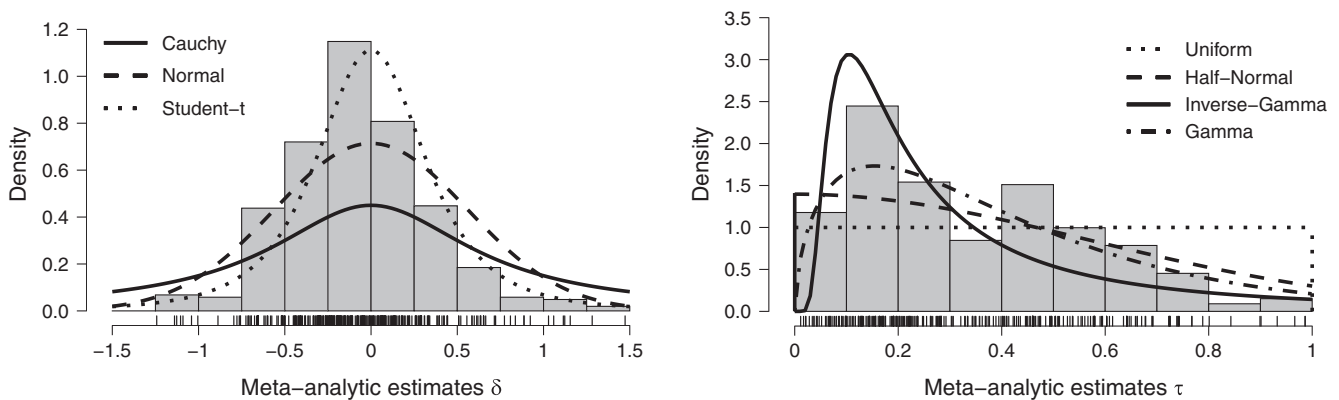 1.2
1.0
0.8
0.6
0.4
0.2
0.0
Density
Cauchy
Normal
Student−t
−1.5
−1
−0.5
0
0.5
1
1.5
Meta−analytic estimates δ
3.5
3.0
2.5
2.0
1.5
1.0
0.5
0.0
Density
Uniform
Half−Normal
Inverse−Gamma
Gamma
0
0.2
0.4
0.6
0.8
1
Meta−analytic estimates τ